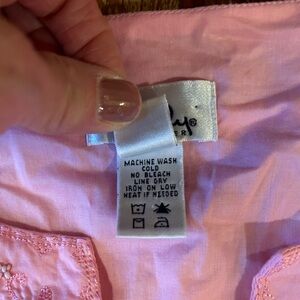 MACHINE WASH
COLD
NO BLEACH
LINE DRY
IRON ON LOW
HEAT IF NEEDED